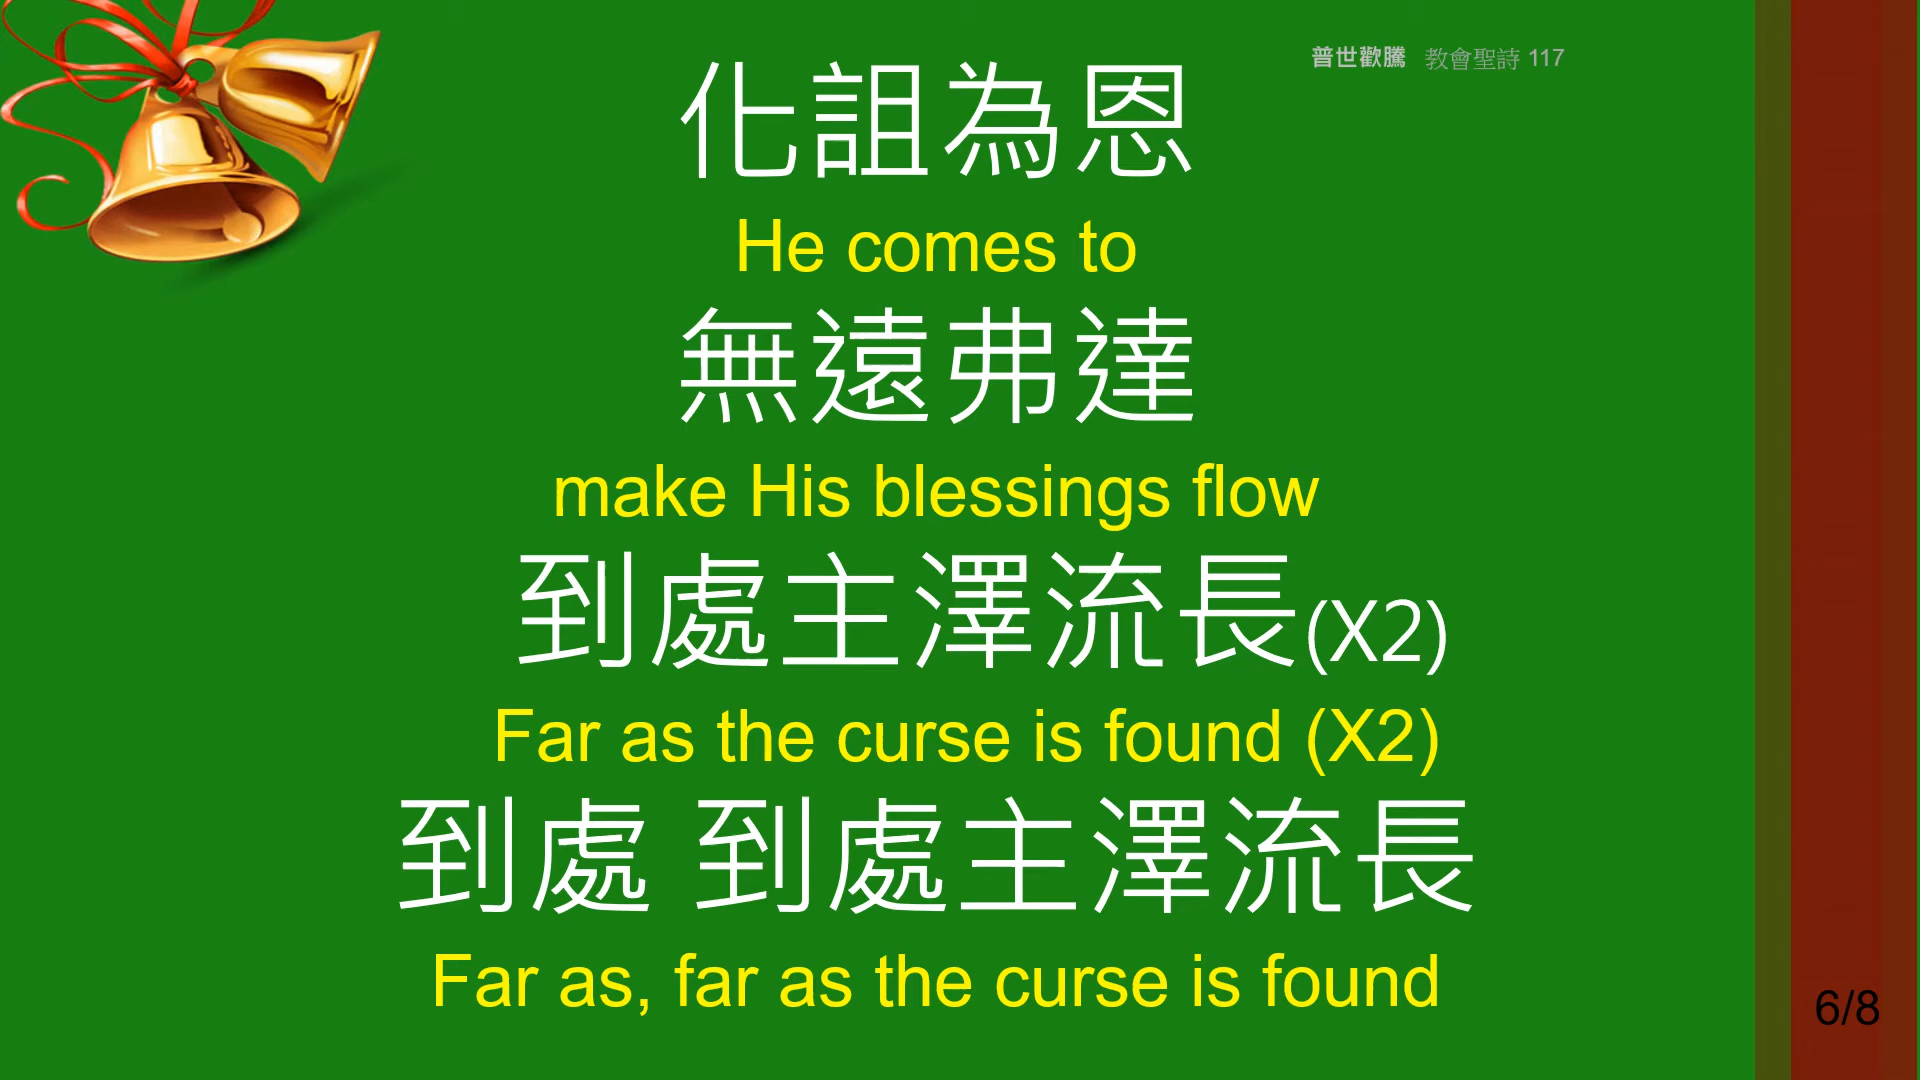 普世歡騰 教會聖詩 117
化詛為恩
He comes to
無遠弗達
make His blessings flow
到處主澤流長(X2)
Far as the curse is found (X2)
到處 到處主澤流長
Far as, far as the curse is found
6/8